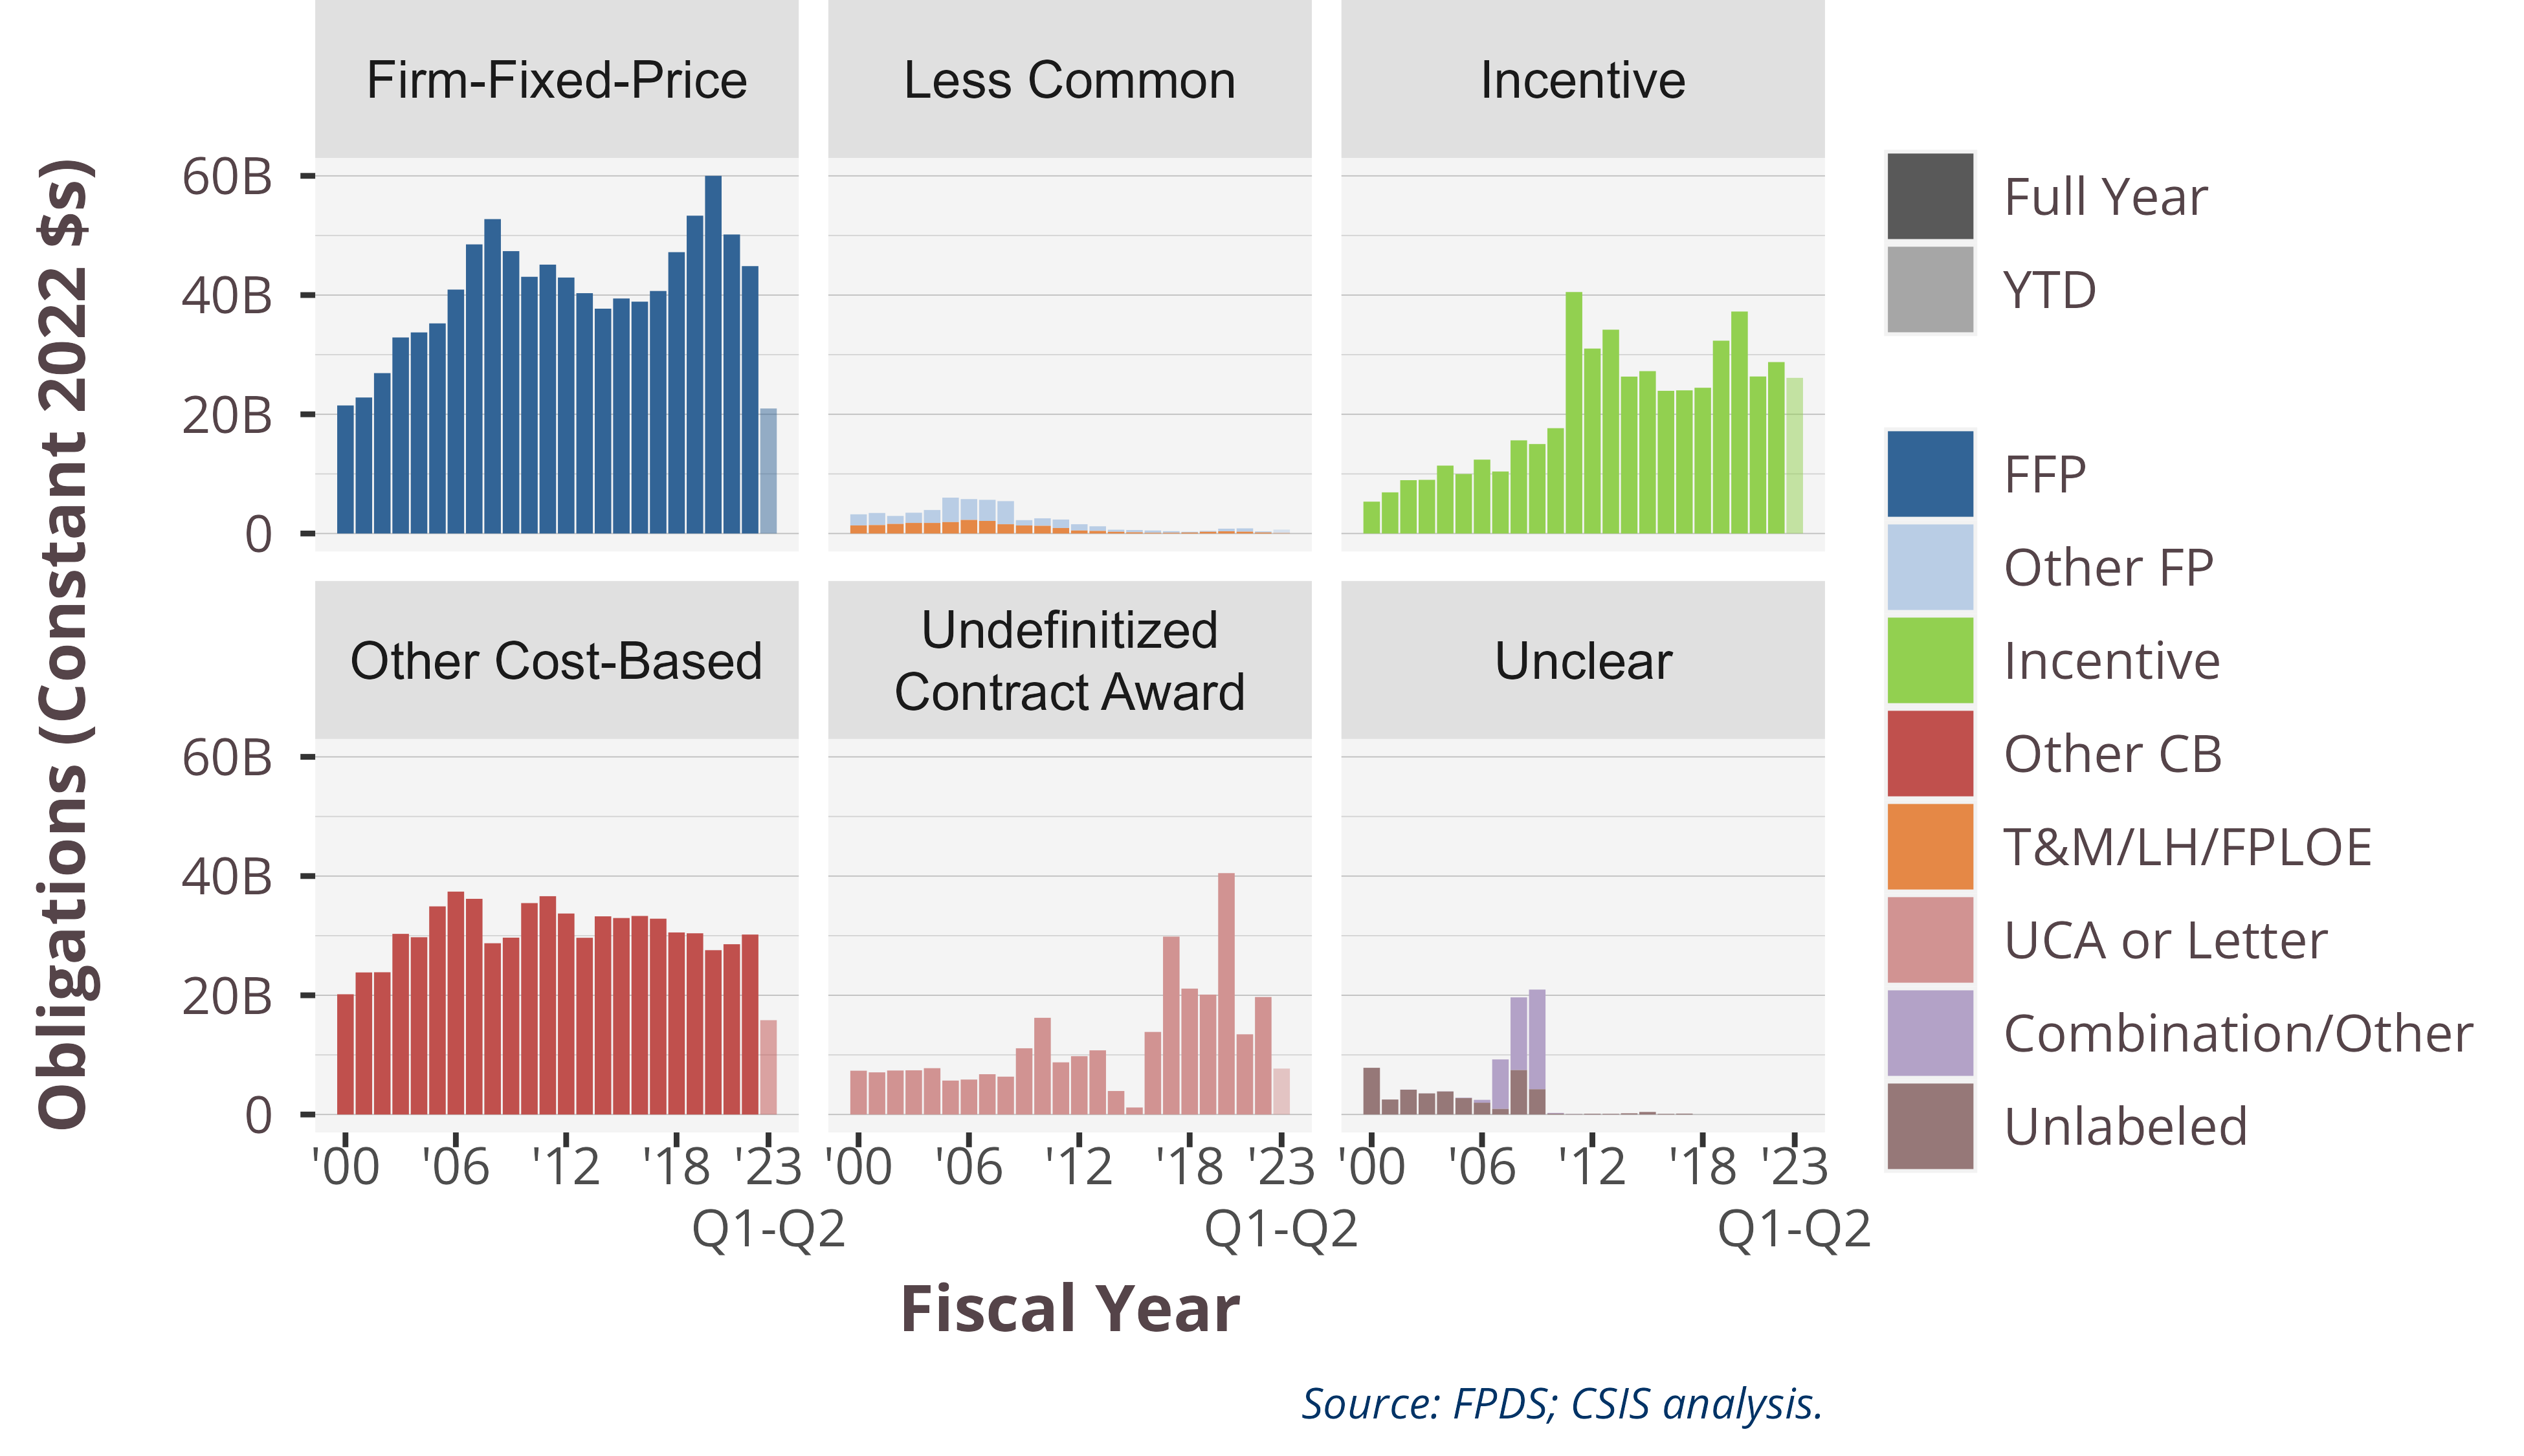 Firm-Fixed-Price
Less Common
Incentive
60B
40B
20B
0
Other Cost-Based
Undefinitized
Contract Award
Unclear
60B
40B
20B
0
'00 '06 '12 '18 '23
Q1-Q2
'00 '06 '12 '18 '23
Q1-Q2
'00 '06 '12 '18 '23
Q1-Q2
Obligations (Constant 2022 $s)
Fiscal Year
Full Year
YTD
FFP
Other FP
Incentive
Other CB
T&M/LH/FPLOE
UCA or Letter
Combination/Other
Unlabeled
Source: FPDS; CSIS analysis.